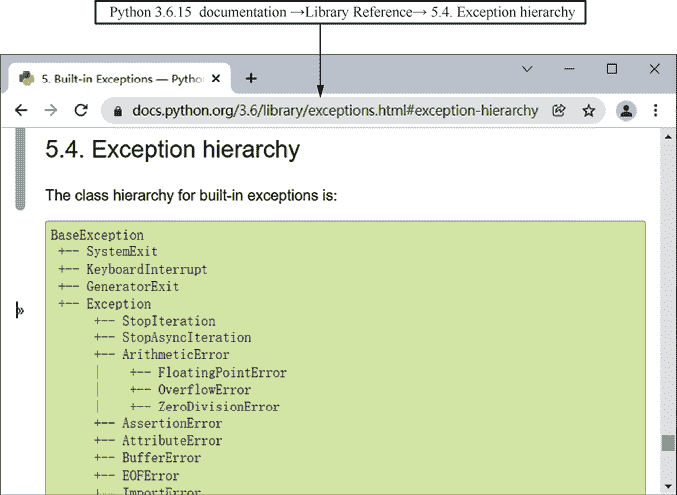 Python 3.6.15 documentation →Library Reference→ 5.4. Exception hierarchy
5. Built-in Exceptions — Pytho
docs.python.org/3.6/library/exceptions.html#exception-hierarchy
5.4. Exception hierarchy
The class hierarchy for built-in exceptions is:
BaseException
+-- SystemExit
+-- KeyboardInterrupt
+-- GeneratorExit
+-- Exception
+-- StopIteration
+-- StopAsyncIteration
+-- ArithmeticError
| +-- FloatingPointError
| +-- OverflowError
| +-- ZeroDivisionError
+-- AssertionError
+-- AttributeError
+-- BufferError
+-- EOFError
+-- ImportError
»